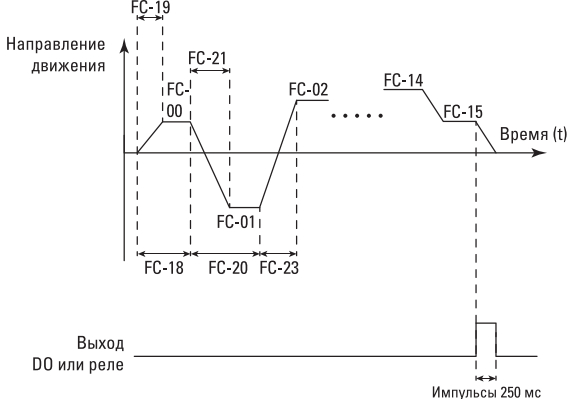 FC-19
Направление
движения
FC-21
FC-
00
FC-02
FC-14
FC-15
Время (t)
FC-01
FC-18
FC-20
FC-23
Выход
DO или реле
Импульсы 250 мс